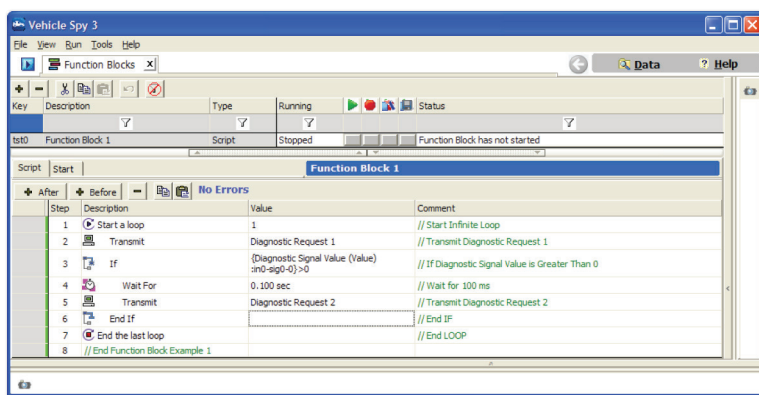 Vehicle Spy 3
File View Run Tools Help
Function Blocks x Data ? Help
Key Description Type Running Status
tst0 Function Block 1 Script Stopped Function Block has not started
Script Start Function Block 1
After Before No Errors
Step Description Value Comment
1 Start a loop 1 // Start Infinite Loop
2 Transmit Diagnostic Request 1 // Transmit Diagnostic Request 1
3 If {Diagnostic Signal Value (Value) :in0-sig0-0}>0 // If Diagnostic Signal Value is Greater Than 0
4 Wait For 0.100 sec // Wait for 100 ms
5 Transmit Diagnostic Request 2 // Transmit Diagnostic Request 2
6 End If // End IF
7 End the last loop // End LOOP
8 // End Function Block Example 1